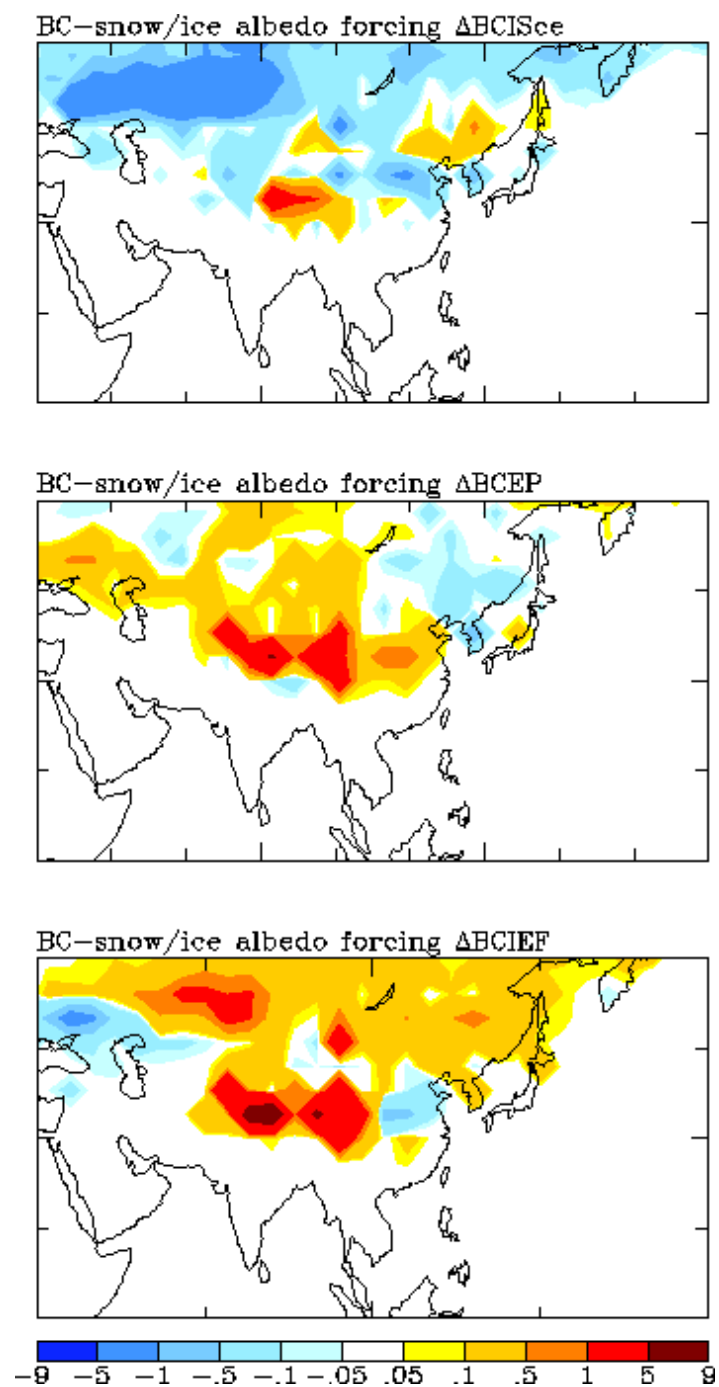 BC-snow/ice albedo forcing ΔBCISce
BC-snow/ice albedo forcing ΔBCEP
BC-snow/ice albedo forcing ΔBCIEF
-9 -5 -1 -.5 -.1 -.05 .05 .1 .5 1 5 9